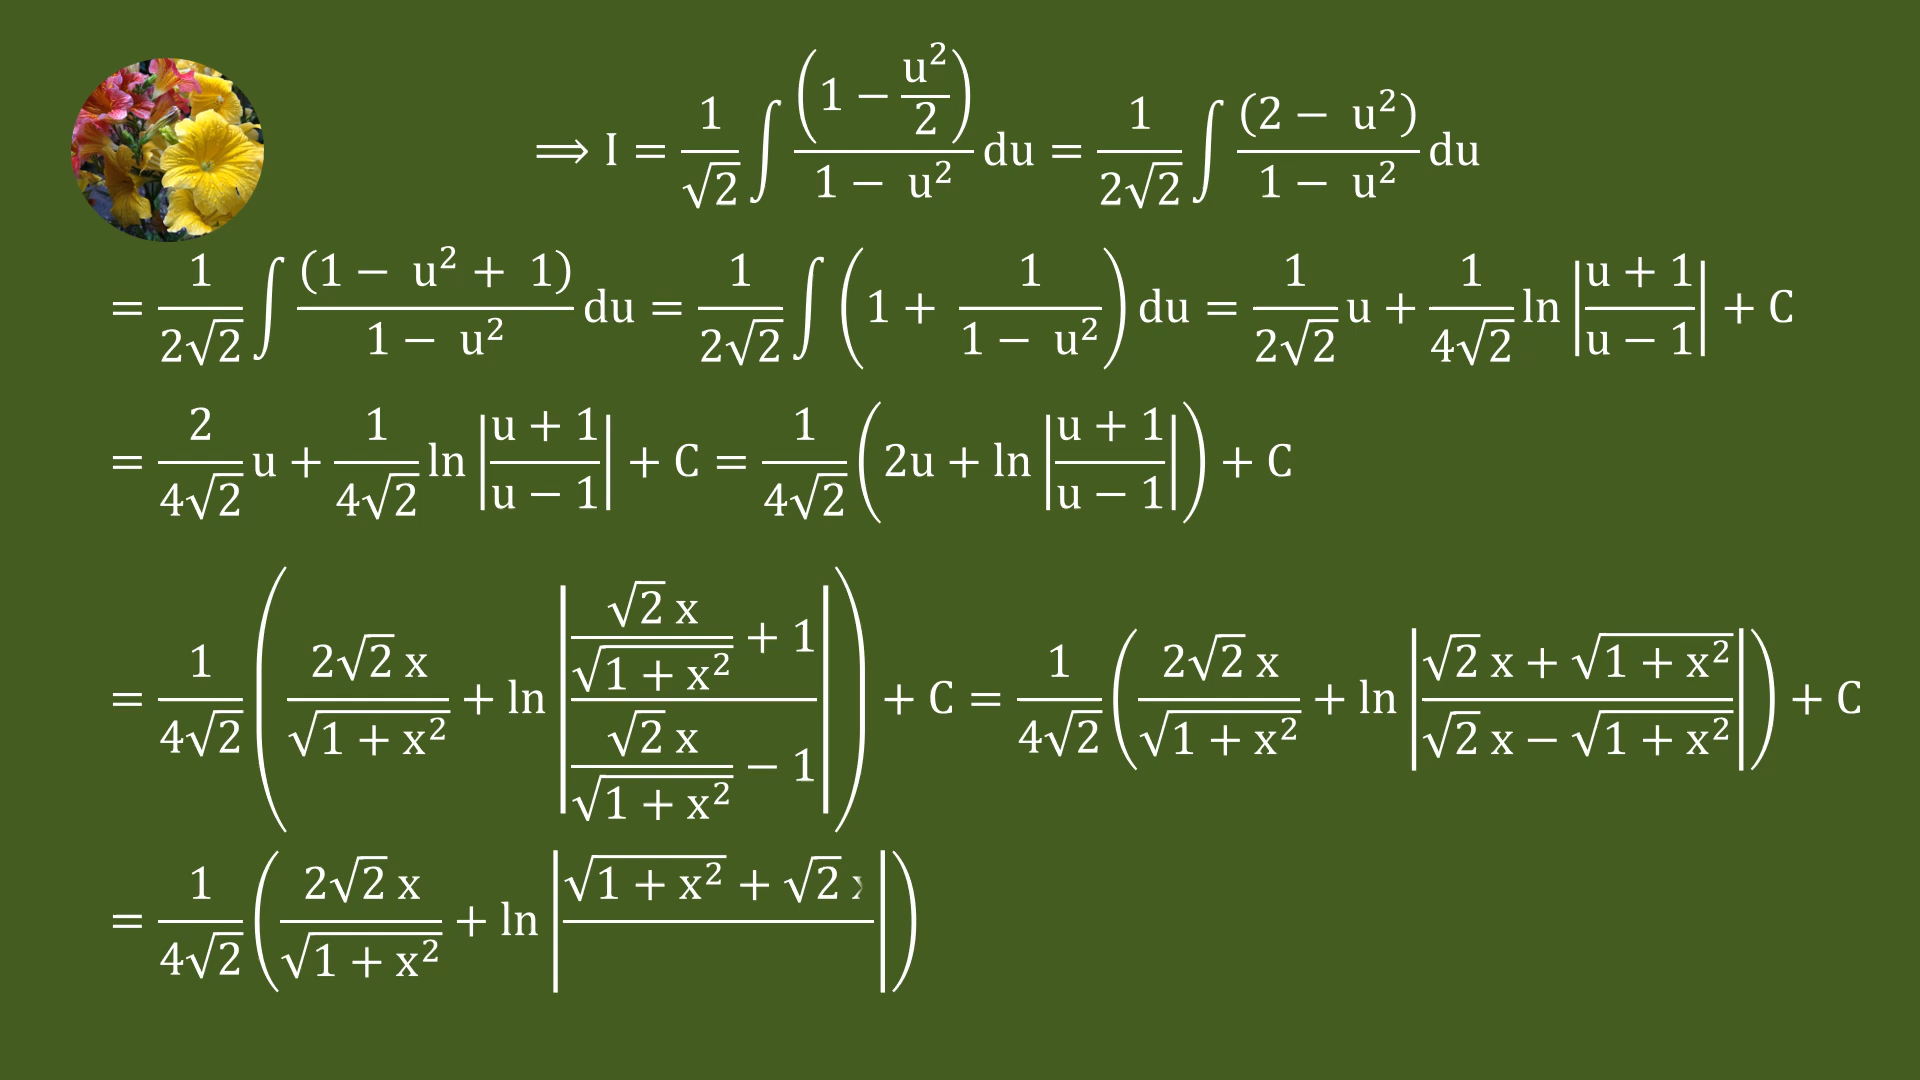 ⟹ I = 1/√2 ∫ (1 − u²/2)/(1 − u²) du = 1/(2√2) ∫ (2 − u²)/(1 − u²) du
= 1/(2√2) ∫ (1 − u² + 1)/(1 − u²) du = 1/(2√2) ∫ (1 + 1/(1 − u²)) du = 1/(2√2) u + 1/(4√2) ln |(u + 1)/(u − 1)| + C
= 2/(4√2) u + 1/(4√2) ln |(u + 1)/(u − 1)| + C = 1/(4√2) (2u + ln |(u + 1)/(u − 1)|) + C
= 1/(4√2) (2√2 x/√(1 + x²) + ln |(√2 x/√(1 + x²) + 1)/(√2 x/√(1 + x²) − 1)|) + C = 1/(4√2) (2√2 x/√(1 + x²) + ln |(√2 x + √(1 + x²))/(√2 x − √(1 + x²))|) + C
= 1/(4√2) (2√2 x/√(1 + x²) + ln |(√(1 + x²) + √2)/ |)